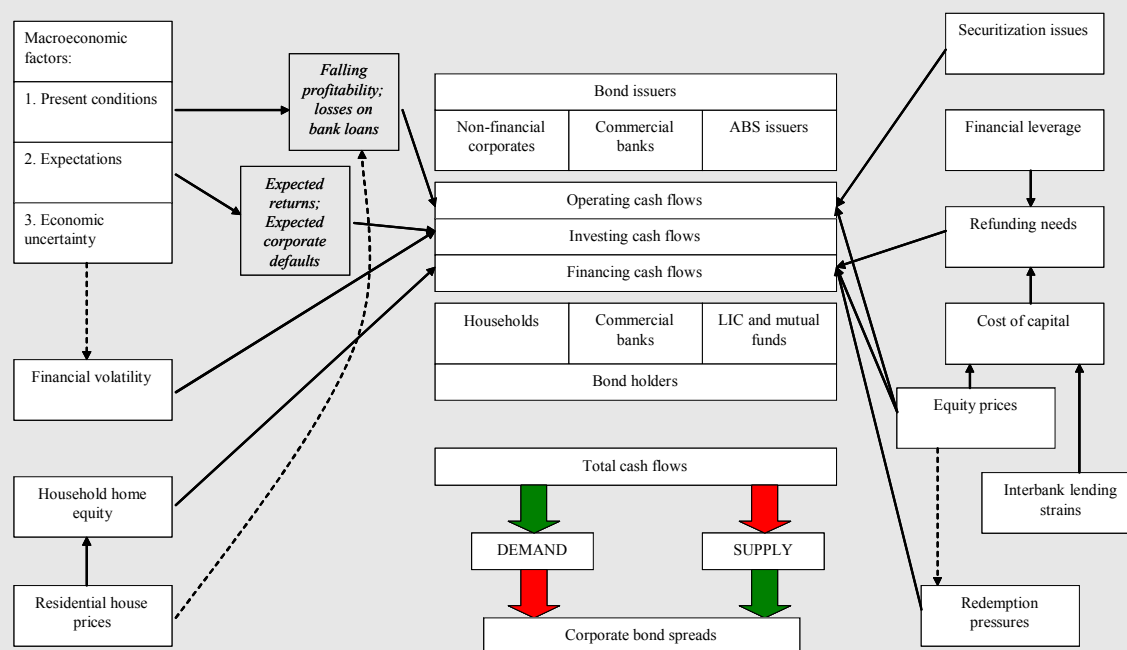 Macroeconomic
factors:
1. Present conditions
2. Expectations
3. Economic
uncertainty
Financial volatility
Household home
equity
Residential house
prices
Falling
profitability;
losses on
bank loans
Expected
returns;
Expected
corporate
defaults
Bond issuers
Non-financial
corporates
Commercial
banks
ABS issuers
Operating cash flows
Investing cash flows
Financing cash flows
Households
Commercial
banks
LIC and mutual
funds
Bond holders
Total cash flows
DEMAND
SUPPLY
Corporate bond spreads
Securitization issues
Financial leverage
Refunding needs
Cost of capital
Equity prices
Interbank lending
strains
Redemption
pressures